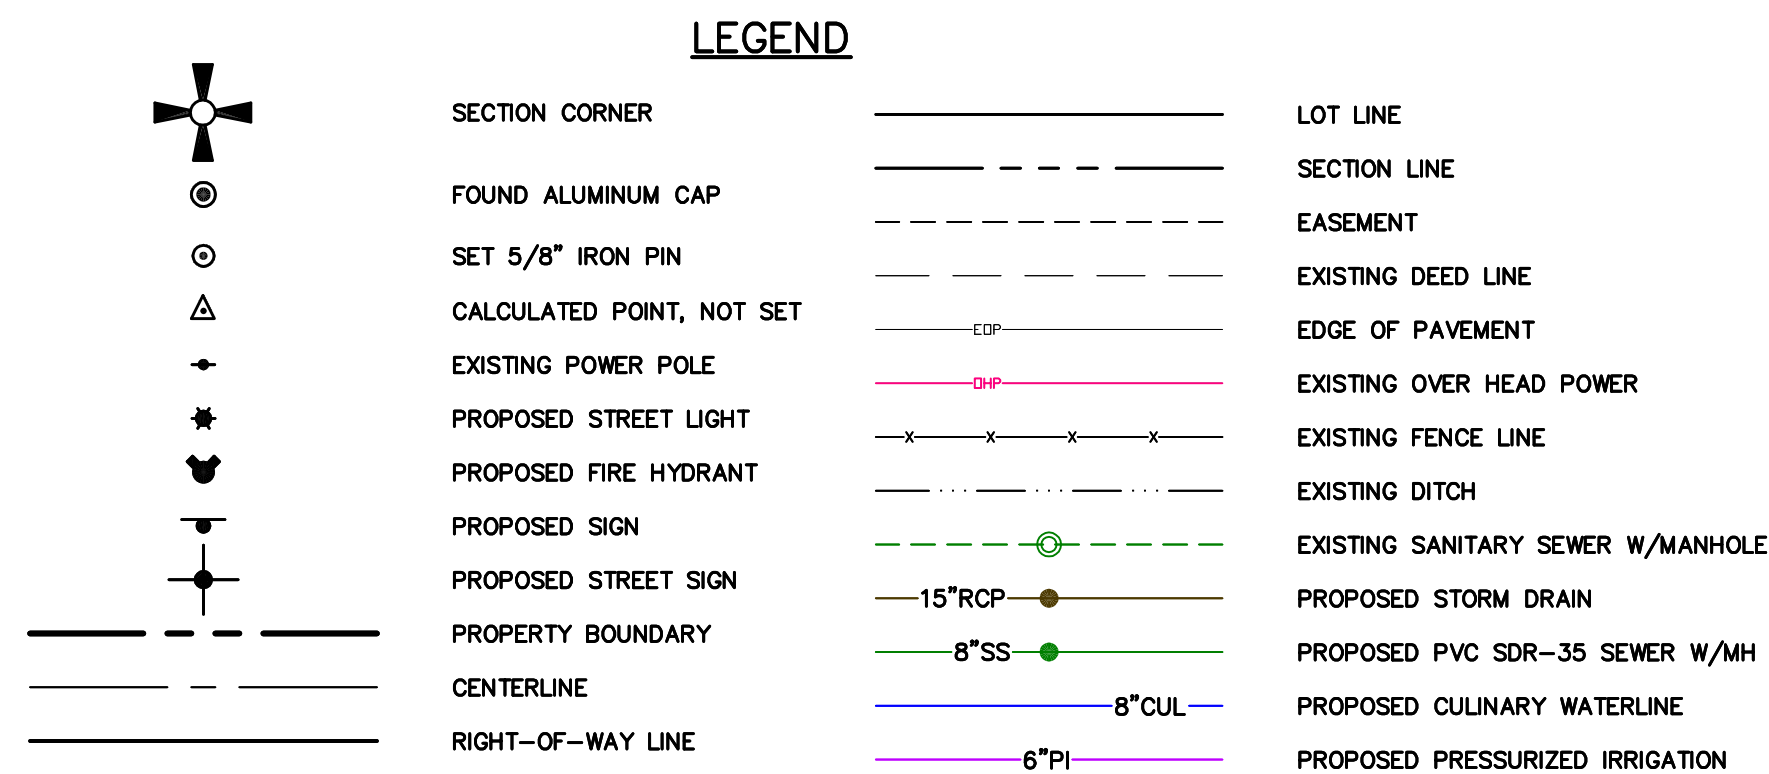 LEGEND
SECTION CORNER
FOUND ALUMINUM CAP
SET 5/8" IRON PIN
CALCULATED POINT, NOT SET
EXISTING POWER POLE
PROPOSED STREET LIGHT
PROPOSED FIRE HYDRANT
PROPOSED SIGN
PROPOSED STREET SIGN
PROPERTY BOUNDARY
CENTERLINE
RIGHT-OF-WAY LINE
LOT LINE
SECTION LINE
EASEMENT
EXISTING DEED LINE
EOP EDGE OF PAVEMENT
OHP EXISTING OVER HEAD POWER
X X X X EXISTING FENCE LINE
EXISTING DITCH
EXISTING SANITARY SEWER W/MANHOLE
15"RCP PROPOSED STORM DRAIN
8"SS PROPOSED PVC SDR-35 SEWER W/MH
8"CUL PROPOSED CULINARY WATERLINE
6"PI PROPOSED PRESSURIZED IRRIGATION